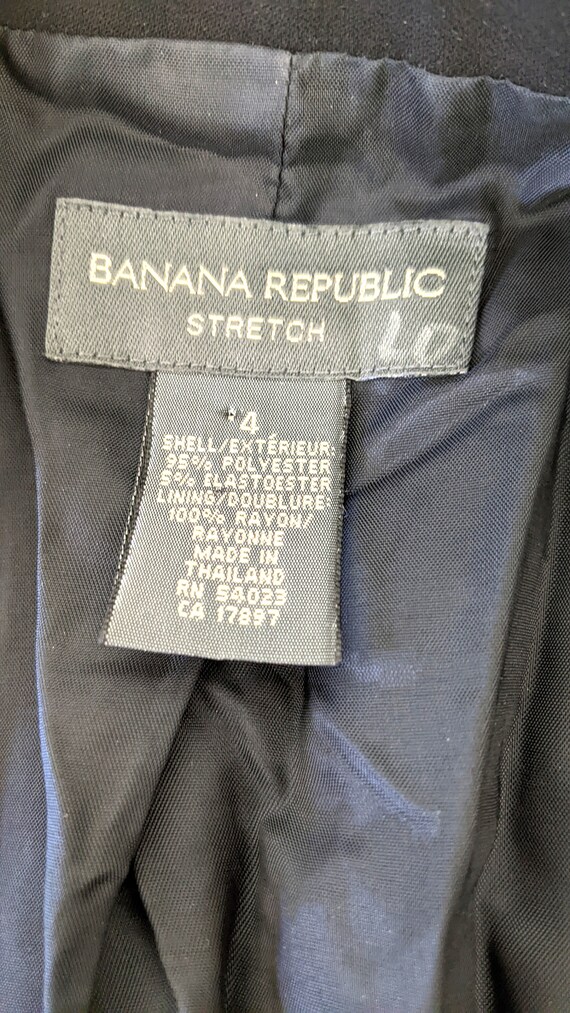 BANANA REPUBLIC
STRETCH
LO
4
SHELL/EXTÉRIEUR:
95% POLYESTER
5% ELASTOESTER
LINING/DOUBLURE:
100% RAYON/
RAYONNE
MADE IN
THAILAND
RN 54023
CA 17897